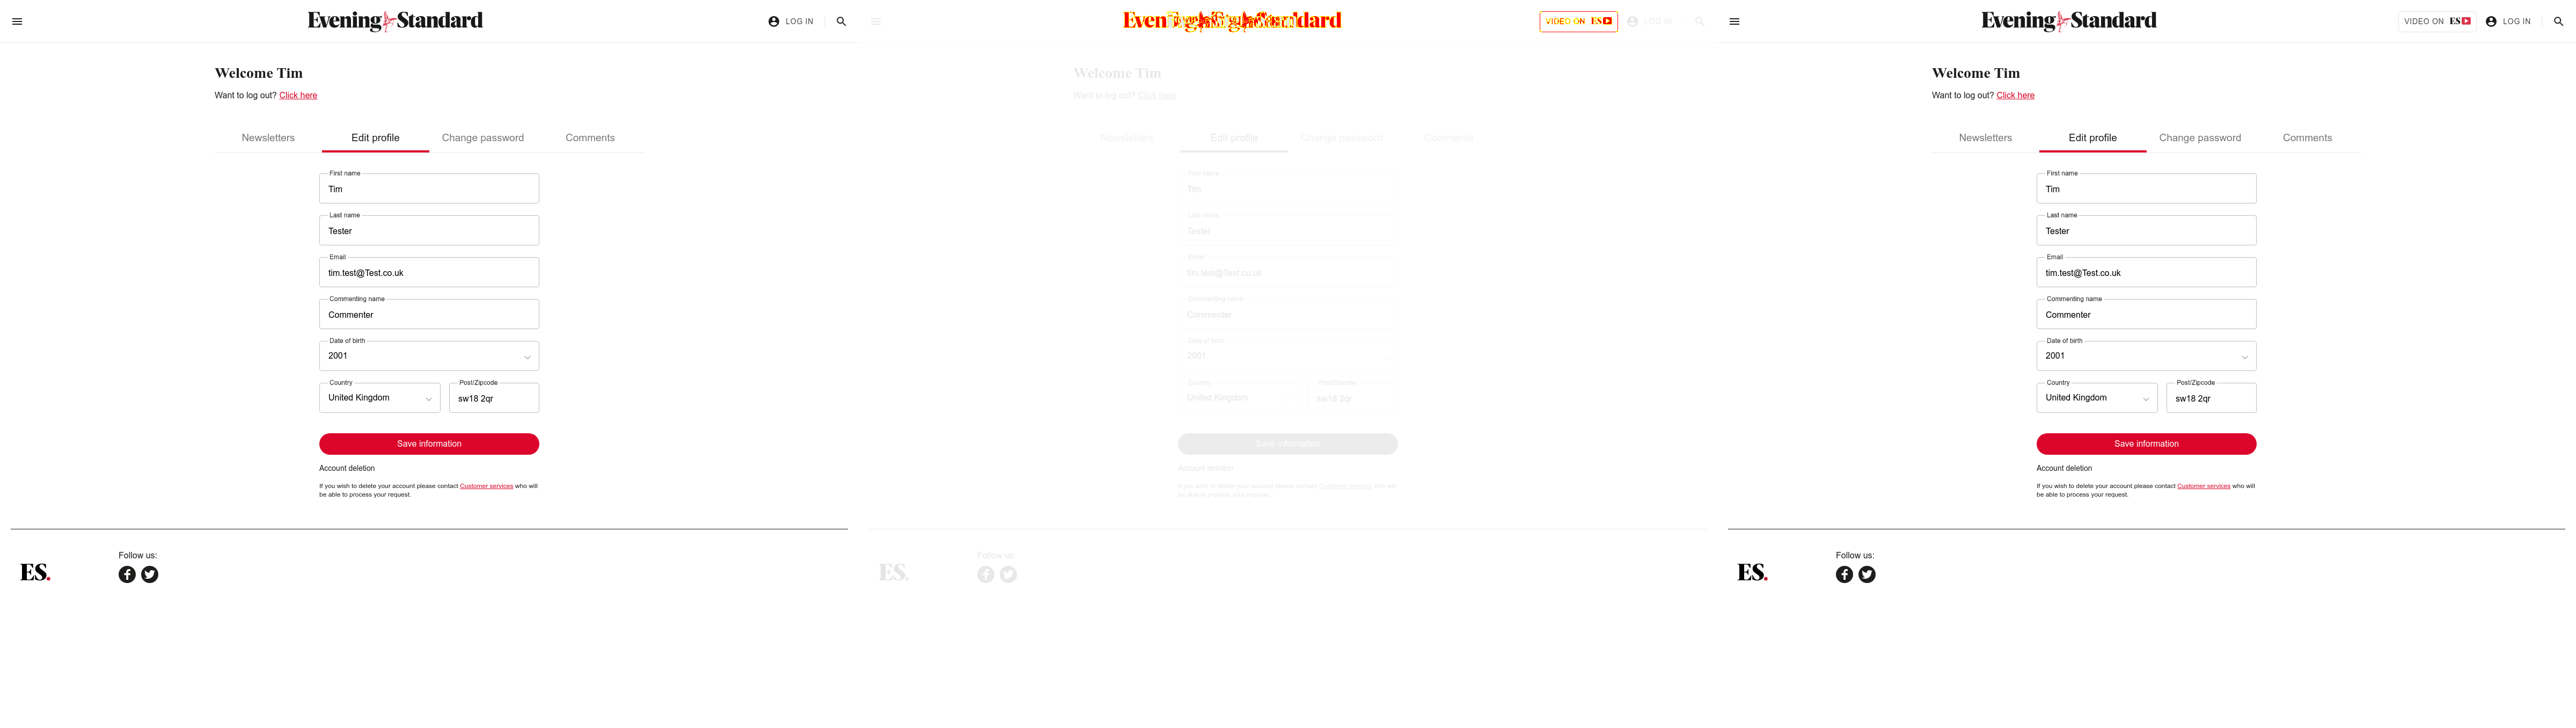 Evening Standard
LOG IN
Welcome Tim
Want to log out? Click here
Newsletters Edit profile Change password Comments
First name
Tim
Last name
Tester
Email
tim.test@Test.co.uk
Commenting name
Commenter
Date of birth
2001
Country Post/Zipcode
United Kingdom sw18 2qr
Save information
Account deletion
If you wish to delete your account please contact Customer services who will
be able to process your request.
Follow us:
ES.
VIDEO ON ES
LOG IN
Welcome Tim
Want to log out? Click here
Newsletters Edit profile Change password Comments
First name
Tim
Last name
Tester
Email
tim.test@Test.co.uk
Commenting name
Commenter
Date of birth
2001
Country Post/Zipcode
United Kingdom sw18 2qr
Save information
Account deletion
If you wish to delete your account please contact Customer services who will
be able to process your request.
Follow us:
ES.
Evening Standard
VIDEO ON ES
LOG IN
Welcome Tim
Want to log out? Click here
Newsletters Edit profile Change password Comments
First name
Tim
Last name
Tester
Email
tim.test@Test.co.uk
Commenting name
Commenter
Date of birth
2001
Country Post/Zipcode
United Kingdom sw18 2qr
Save information
Account deletion
If you wish to delete your account please contact Customer services who will
be able to process your request.
Follow us:
ES.